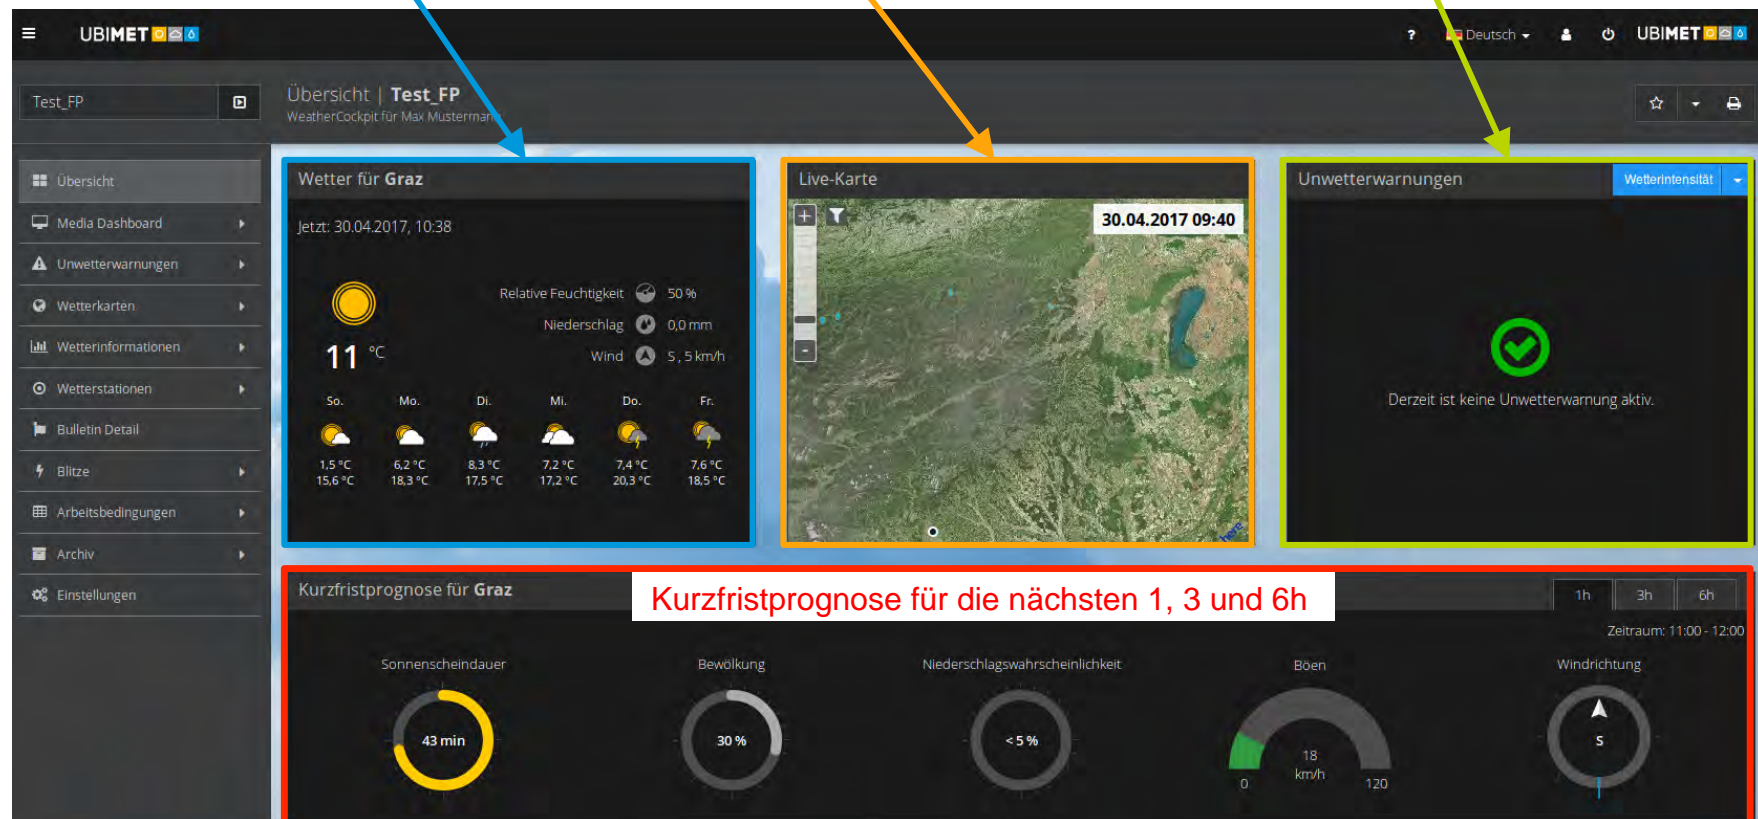 UBIMET
? Deutsch UBIMET
Test_FP
Übersicht | Test_FP
WeatherCockpit für Max Mustermann
Übersicht
Media Dashboard
Unwetterwarnungen
Wetterkarten
Wetterinformationen
Wetterstationen
Bulletin Detail
Blitze
Arbeitsbedingungen
Archiv
Einstellungen
Wetter für Graz
Jetzt: 30.04.2017, 10:38
11 °C
Relative Feuchtigkeit 50 %
Niederschlag 0,0 mm
Wind S , 5 km/h
So. Mo. Di. Mi. Do. Fr.
1,5 °C 6,2 °C 8,3 °C 7,2 °C 7,4 °C 7,6 °C
15,6 °C 18,3 °C 17,5 °C 17,2 °C 20,3 °C 18,5 °C
Live-Karte
+
30.04.2017 09:40
-
here
Unwetterwarnungen
Wetterintensität
Derzeit ist keine Unwetterwarnung aktiv.
Kurzfristprognose für Graz
Kurzfristprognose für die nächsten 1, 3 und 6h
1h 3h 6h
Zeitraum: 11:00 - 12:00
Sonnenscheindauer
43 min
Bewölkung
30 %
Niederschlagswahrscheinlichkeit
< 5 %
Böen
18
km/h
0 120
Windrichtung
S